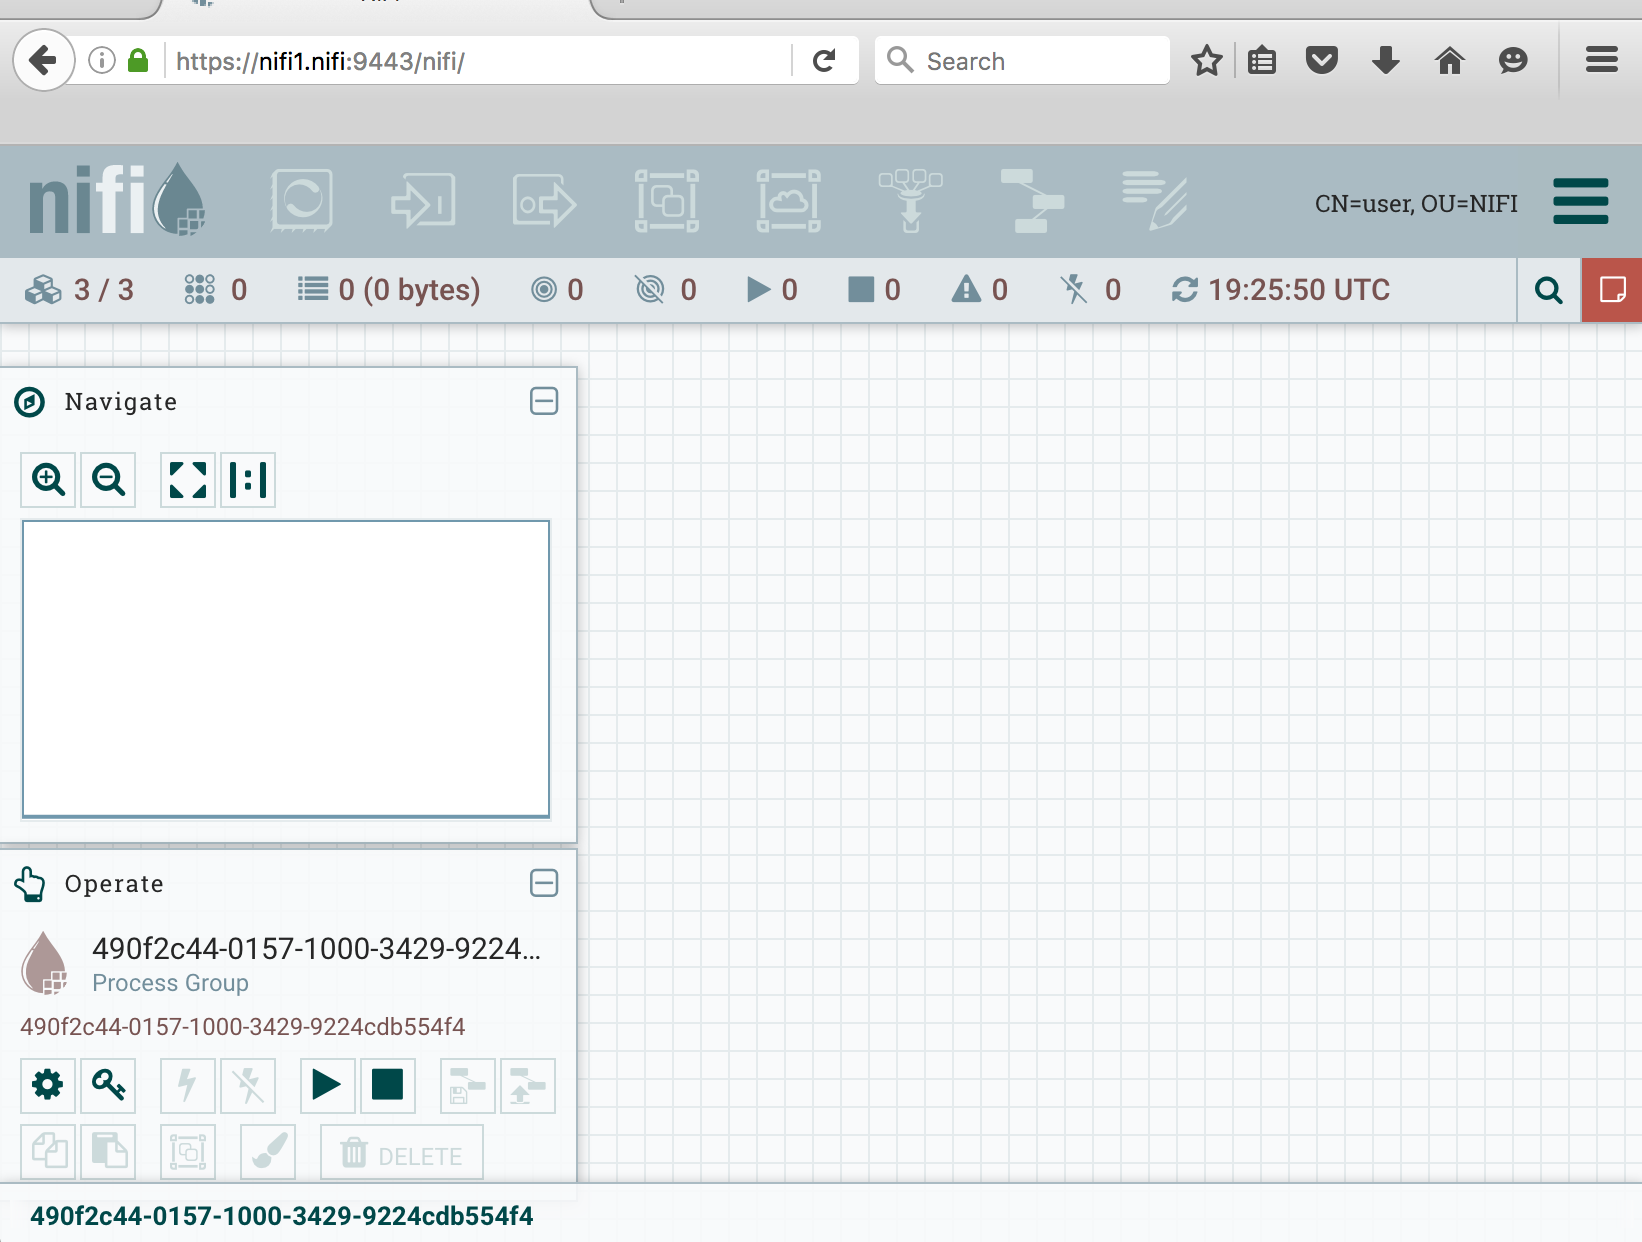 https://nifi1.nifi:9443/nifi/
Search
nifi
CN=user, OU=NIFI
3 / 3
0
0 (0 bytes)
0
0
0
0
0
0
19:25:50 UTC
Navigate
Operate
490f2c44-0157-1000-3429-9224...
Process Group
490f2c44-0157-1000-3429-9224cdb554f4
DELETE
490f2c44-0157-1000-3429-9224cdb554f4